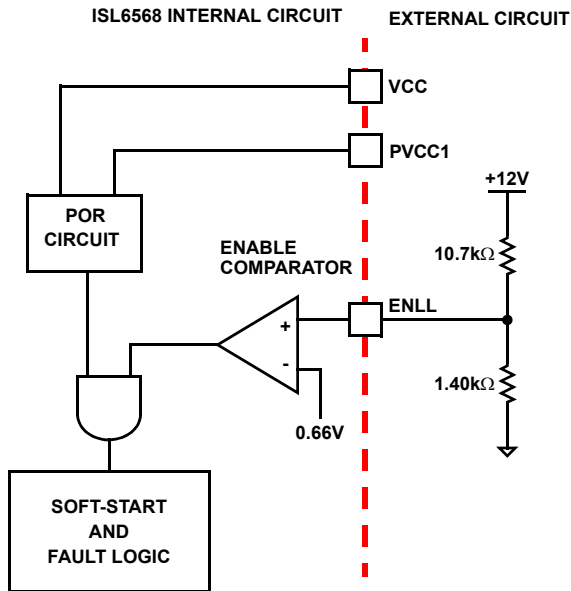 ISL6568 INTERNAL CIRCUIT
EXTERNAL CIRCUIT
VCC
PVCC1
+12V
POR
CIRCUIT
10.7kΩ
ENABLE
COMPARATOR
ENLL
+
-
1.40kΩ
0.66V
SOFT-START
AND
FAULT LOGIC